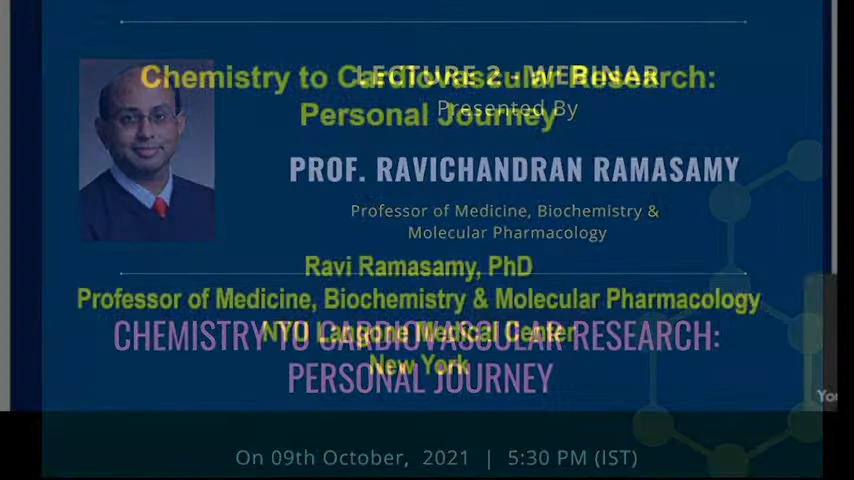 LECTURE 2 - WEBINAR
Chemistry to Cardiovascular Research:
Personal Journey
Presented By
PROF. RAVICHANDRAN RAMASAMY
Professor of Medicine, Biochemistry &
Molecular Pharmacology
Ravi Ramasamy, PhD
Professor of Medicine, Biochemistry & Molecular Pharmacology
NYU Langone Medical Center
New York
CHEMISTRY TO CARDIOVASCULAR RESEARCH:
PERSONAL JOURNEY
On 09th October, 2021 | 5:30 PM (IST)